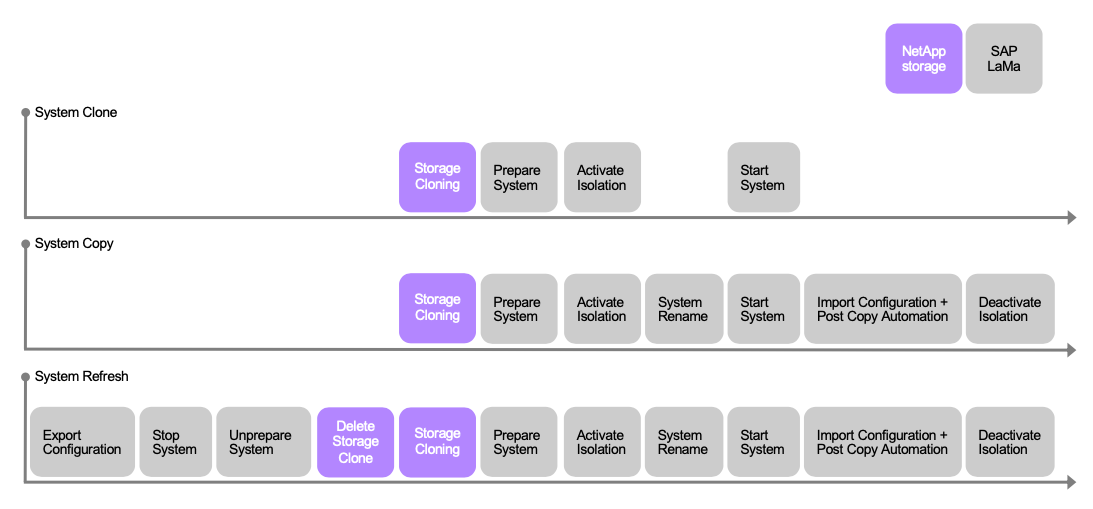 NetApp
storage
SAP
LaMa
System Clone
Storage
Cloning
Prepare
System
Activate
Isolation
Start
System
System Copy
Storage
Cloning
Prepare
System
Activate
Isolation
System
Rename
Start
System
Import Configuration +
Post Copy Automation
Deactivate
Isolation
System Refresh
Export
Configuration
Stop
System
Unprepare
System
Delete
Storage
Clone
Storage
Cloning
Prepare
System
Activate
Isolation
System
Rename
Start
System
Import Configuration +
Post Copy Automation
Deactivate
Isolation